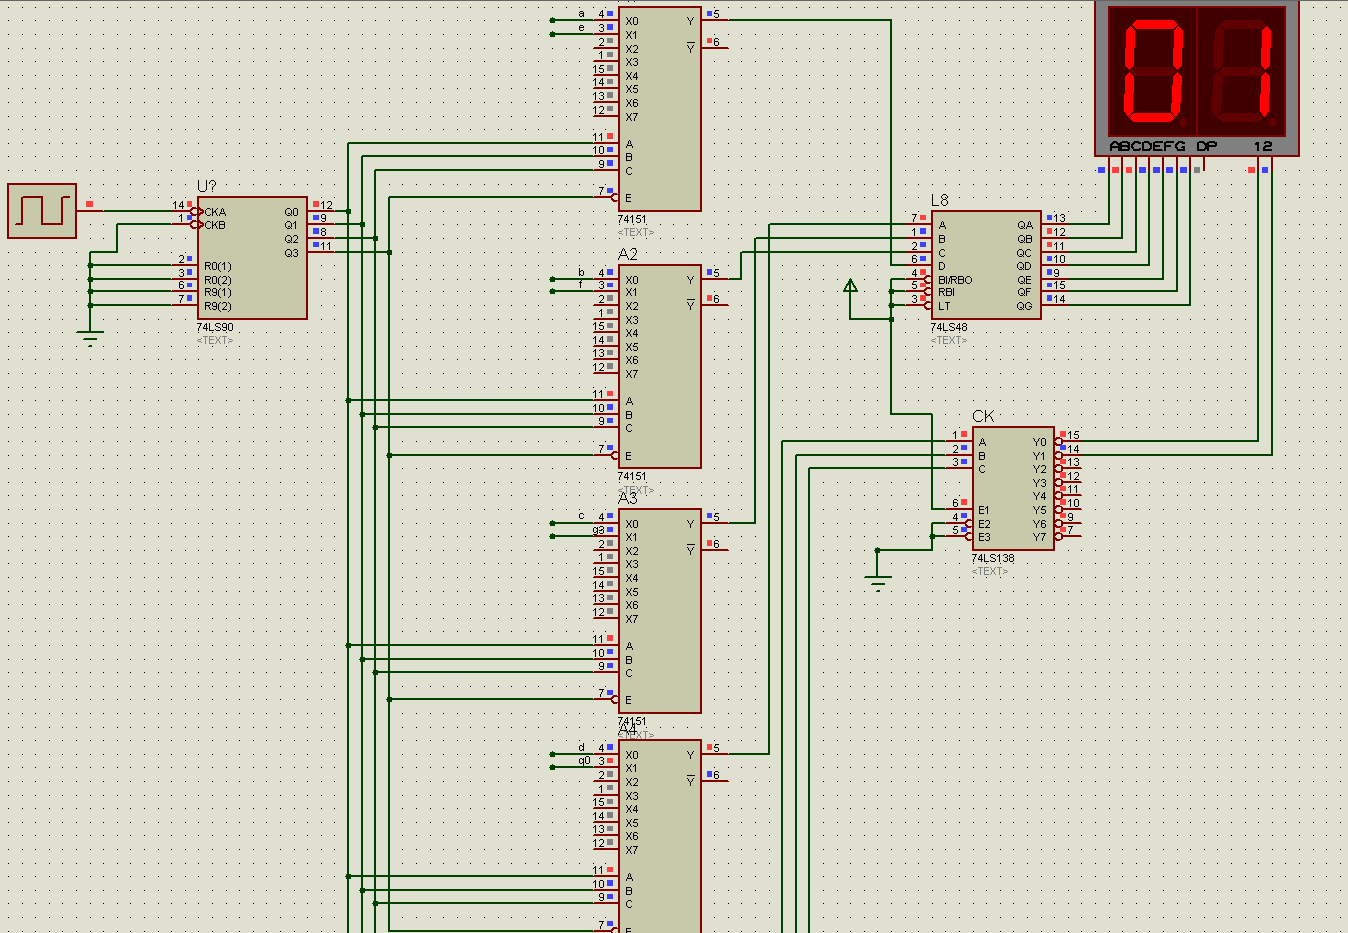 a 4 X0 Y 5
e 3 X1
2 X2 Y 6
1 X3
15 X4
14 X5
13 X6
12 X7
11 A
10 B
9 C
7 E
74151
<TEXT>
ABCDEFG DP 12
U?
14 CKA Q0 12
1 CKB Q1 9
Q2 8
Q3 11
2 R0(1)
3 R0(2)
6 R9(1)
7 R9(2)
74LS90
<TEXT>
L8
7 A QA 13
1 B QB 12
2 C QC 11
6 D QD 10
4 BI/RBO QE 9
5 RBI QF 15
3 LT QG 14
74LS48
<TEXT>
A2
b 4 X0 Y 5
f 3 X1
2 X2 Y 6
1 X3
15 X4
14 X5
13 X6
12 X7
11 A
10 B
9 C
7 E
74151
<TEXT>
CK
1 A Y0 15
2 B Y1 14
3 C Y2 13
Y3 12
Y4 11
6 E1 Y5 10
4 E2 Y6 9
5 E3 Y7 7
74LS138
<TEXT>
A3
c 4 X0 Y 5
g3 3 X1
2 X2 Y 6
1 X3
15 X4
14 X5
13 X6
12 X7
11 A
10 B
9 C
7 E
74151
<TEXT>
A4
d 4 X0 Y 5
q0 3 X1
2 X2 Y 6
1 X3
15 X4
14 X5
13 X6
12 X7
11 A
10 B
9 C
7 E
01